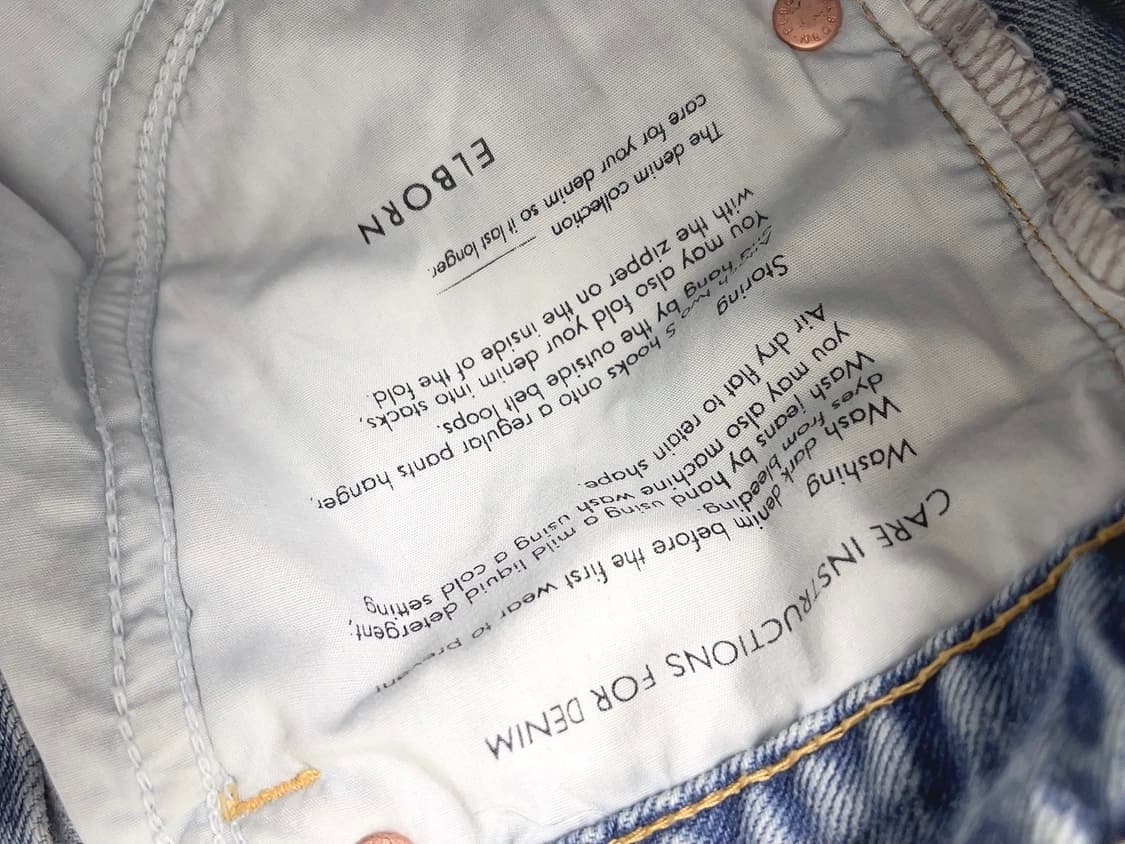 CARE INSTRUCTIONS FOR DENIM
Washing
Wash dark denim before the first wear to prevent
dyes from bleeding.
Wash jeans by hand using a mild liquid detergent,
you may also machine wash using a cold setting
Air dry flat to retain shape.
Storing
two S hooks onto a regular pants hanger,
hang by the outside belt loops.
You may also fold your denim into stacks,
with the zipper on the inside of the fold.
The denim collection
care for your denim so it last longer.
ELBORN